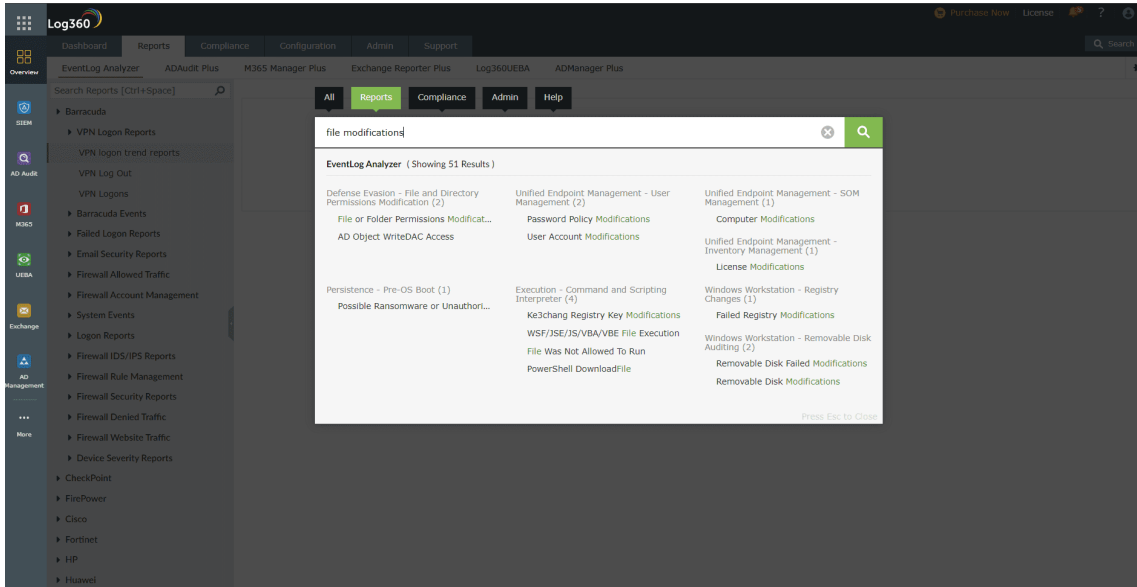 Log360
Purchase Now License ?
Dashboard Reports Compliance Configuration Admin Support
Search
EventLog Analyzer ADAudit Plus M365 Manager Plus Exchange Reporter Plus Log360UEBA ADManager Plus
Overview
SIEM
AD Audit
M365
UEBA
Exchange
AD
Management
More
Search Reports [Ctrl+Space]
Barracuda
VPN Logon Reports
VPN logon trend reports
VPN Log Out
VPN Logons
Barracuda Events
Failed Logon Reports
Email Security Reports
Firewall Allowed Traffic
Firewall Account Management
System Events
Logon Reports
Firewall IDS/IPS Reports
Firewall Rule Management
Firewall Security Reports
Firewall Denied Traffic
Firewall Website Traffic
Device Severity Reports
CheckPoint
FirePower
Cisco
Fortinet
HP
Huawei
All Reports Compliance Admin Help
file modifications
EventLog Analyzer ( Showing 51 Results )
Defense Evasion - File and Directory
Permissions Modification (2)
File or Folder Permissions Modificat...
AD Object WriteDAC Access
Unified Endpoint Management - User
Management (2)
Password Policy Modifications
User Account Modifications
Unified Endpoint Management - SOM
Management (1)
Computer Modifications
Unified Endpoint Management -
Inventory Management (1)
License Modifications
Persistence - Pre-OS Boot (1)
Possible Ransomware or Unauthori...
Execution - Command and Scripting
Interpreter (4)
Ke3chang Registry Key Modifications
WSF/JSE/JS/VBA/VBE File Execution
File Was Not Allowed To Run
PowerShell DownloadFile
Windows Workstation - Registry
Changes (1)
Failed Registry Modifications
Windows Workstation - Removable Disk
Auditing (2)
Removable Disk Failed Modifications
Removable Disk Modifications
Press Esc to Close